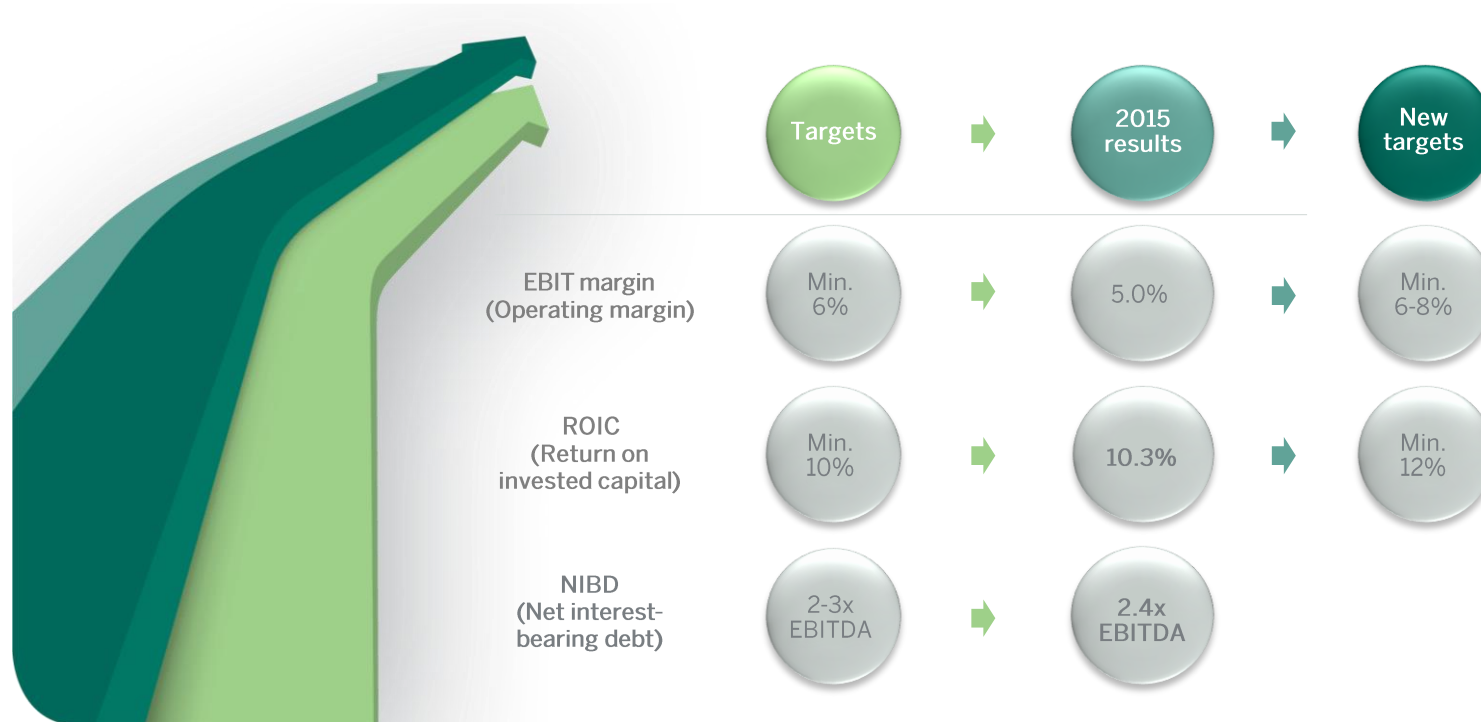 Targets
2015
results
New
targets
EBIT margin
(Operating margin)
Min.
6%
5.0%
Min.
6-8%
ROIC
(Return on
invested capital)
Min.
10%
10.3%
Min.
12%
NIBD
(Net interest-
bearing debt)
2-3x
EBITDA
2.4x
EBITDA